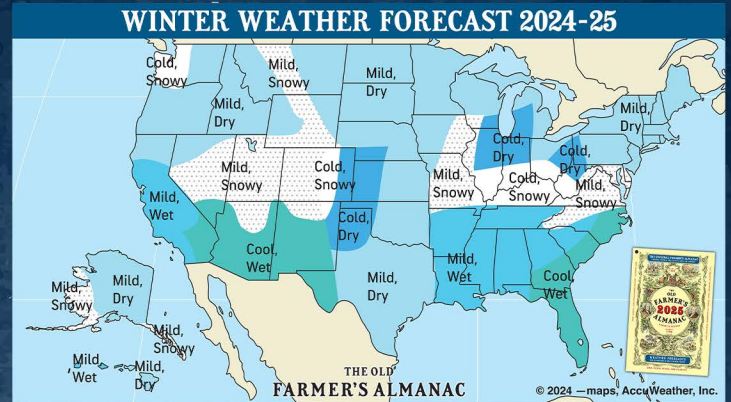 WINTER WEATHER FORECAST 2024-25
Cold,
Snowy
Mild,
Snowy
Mild,
Dry
Mild,
Dry
Mild,
Dry
Cold,
Dry
Cold,
Dry
Mild,
Snowy
Cold,
Snowy
Mild,
Snowy
Cold,
Snowy
Mild,
Snowy
Mild,
Wet
Cold,
Dry
Cool,
Wet
Mild,
Dry
Mild,
Wet
Cool,
Wet
Mild,
Snowy
Mild,
Dry
Mild,
Snowy
Mild,
Wet
Mild,
Dry
THE OLD
FARMER'S ALMANAC
THE
OLD
FARMER'S
2025
ALMANAC
© 2024 —maps, AccuWeather, Inc.